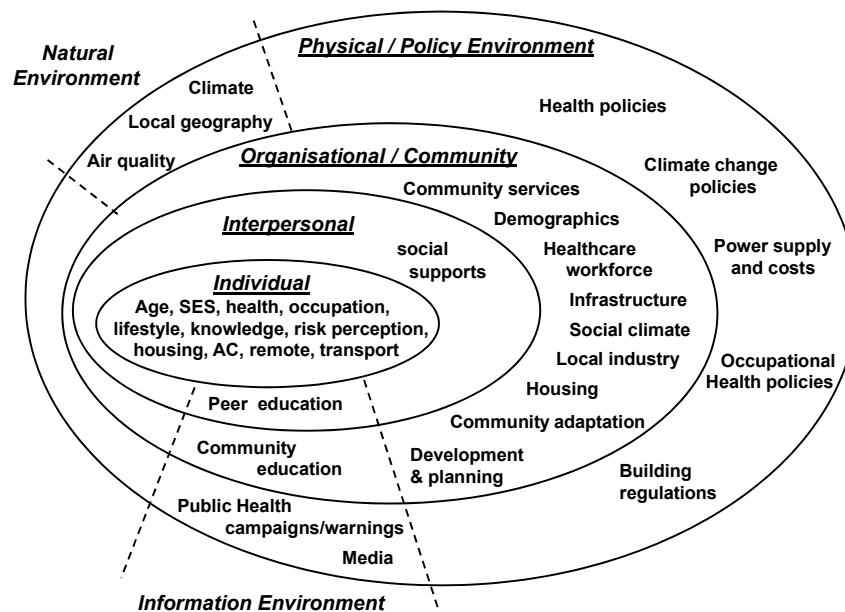 Physical / Policy Environment
Natural
Environment
Climate
Local geography
Air quality
Health policies
Organisational / Community
Climate change
policies
Community services
Demographics
Interpersonal
social
supports
Healthcare
workforce
Power supply
and costs
Individual
Age, SES, health, occupation,
lifestyle, knowledge, risk perception,
housing, AC, remote, transport
Infrastructure
Social climate
Local industry
Occupational
Health policies
Housing
Peer education
Community adaptation
Community
education
Development
& planning
Building
regulations
Public Health
campaigns/warnings
Media
Information Environment